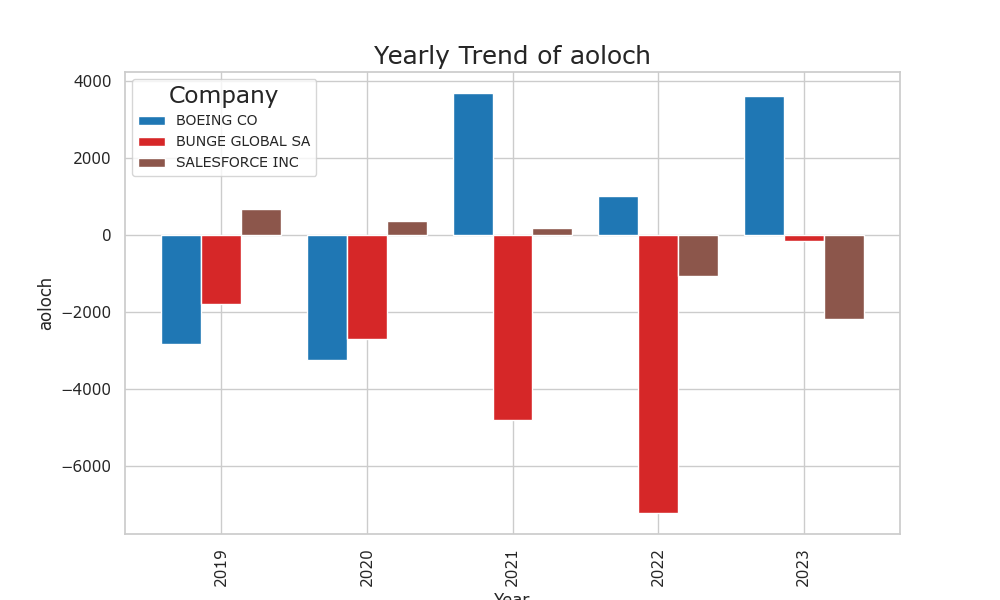 Yearly Trend of aoloch
Company
BOEING CO
BUNGE GLOBAL SA
SALESFORCE INC
4000
2000
0
−2000
−4000
−6000
aoloch
2019
2020
2021
2022
2023
Year